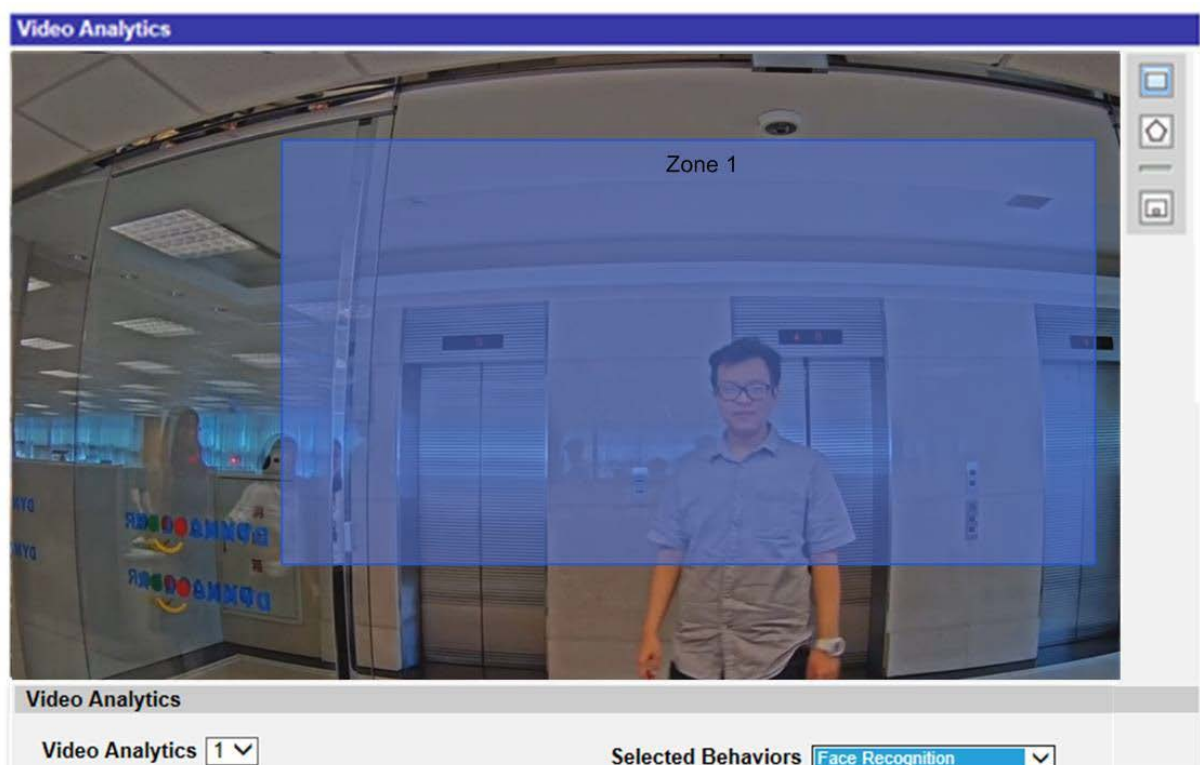 Video Analytics
Zone 1
Video Analytics
Video Analytics 1
Selected Behaviors Face Recognition